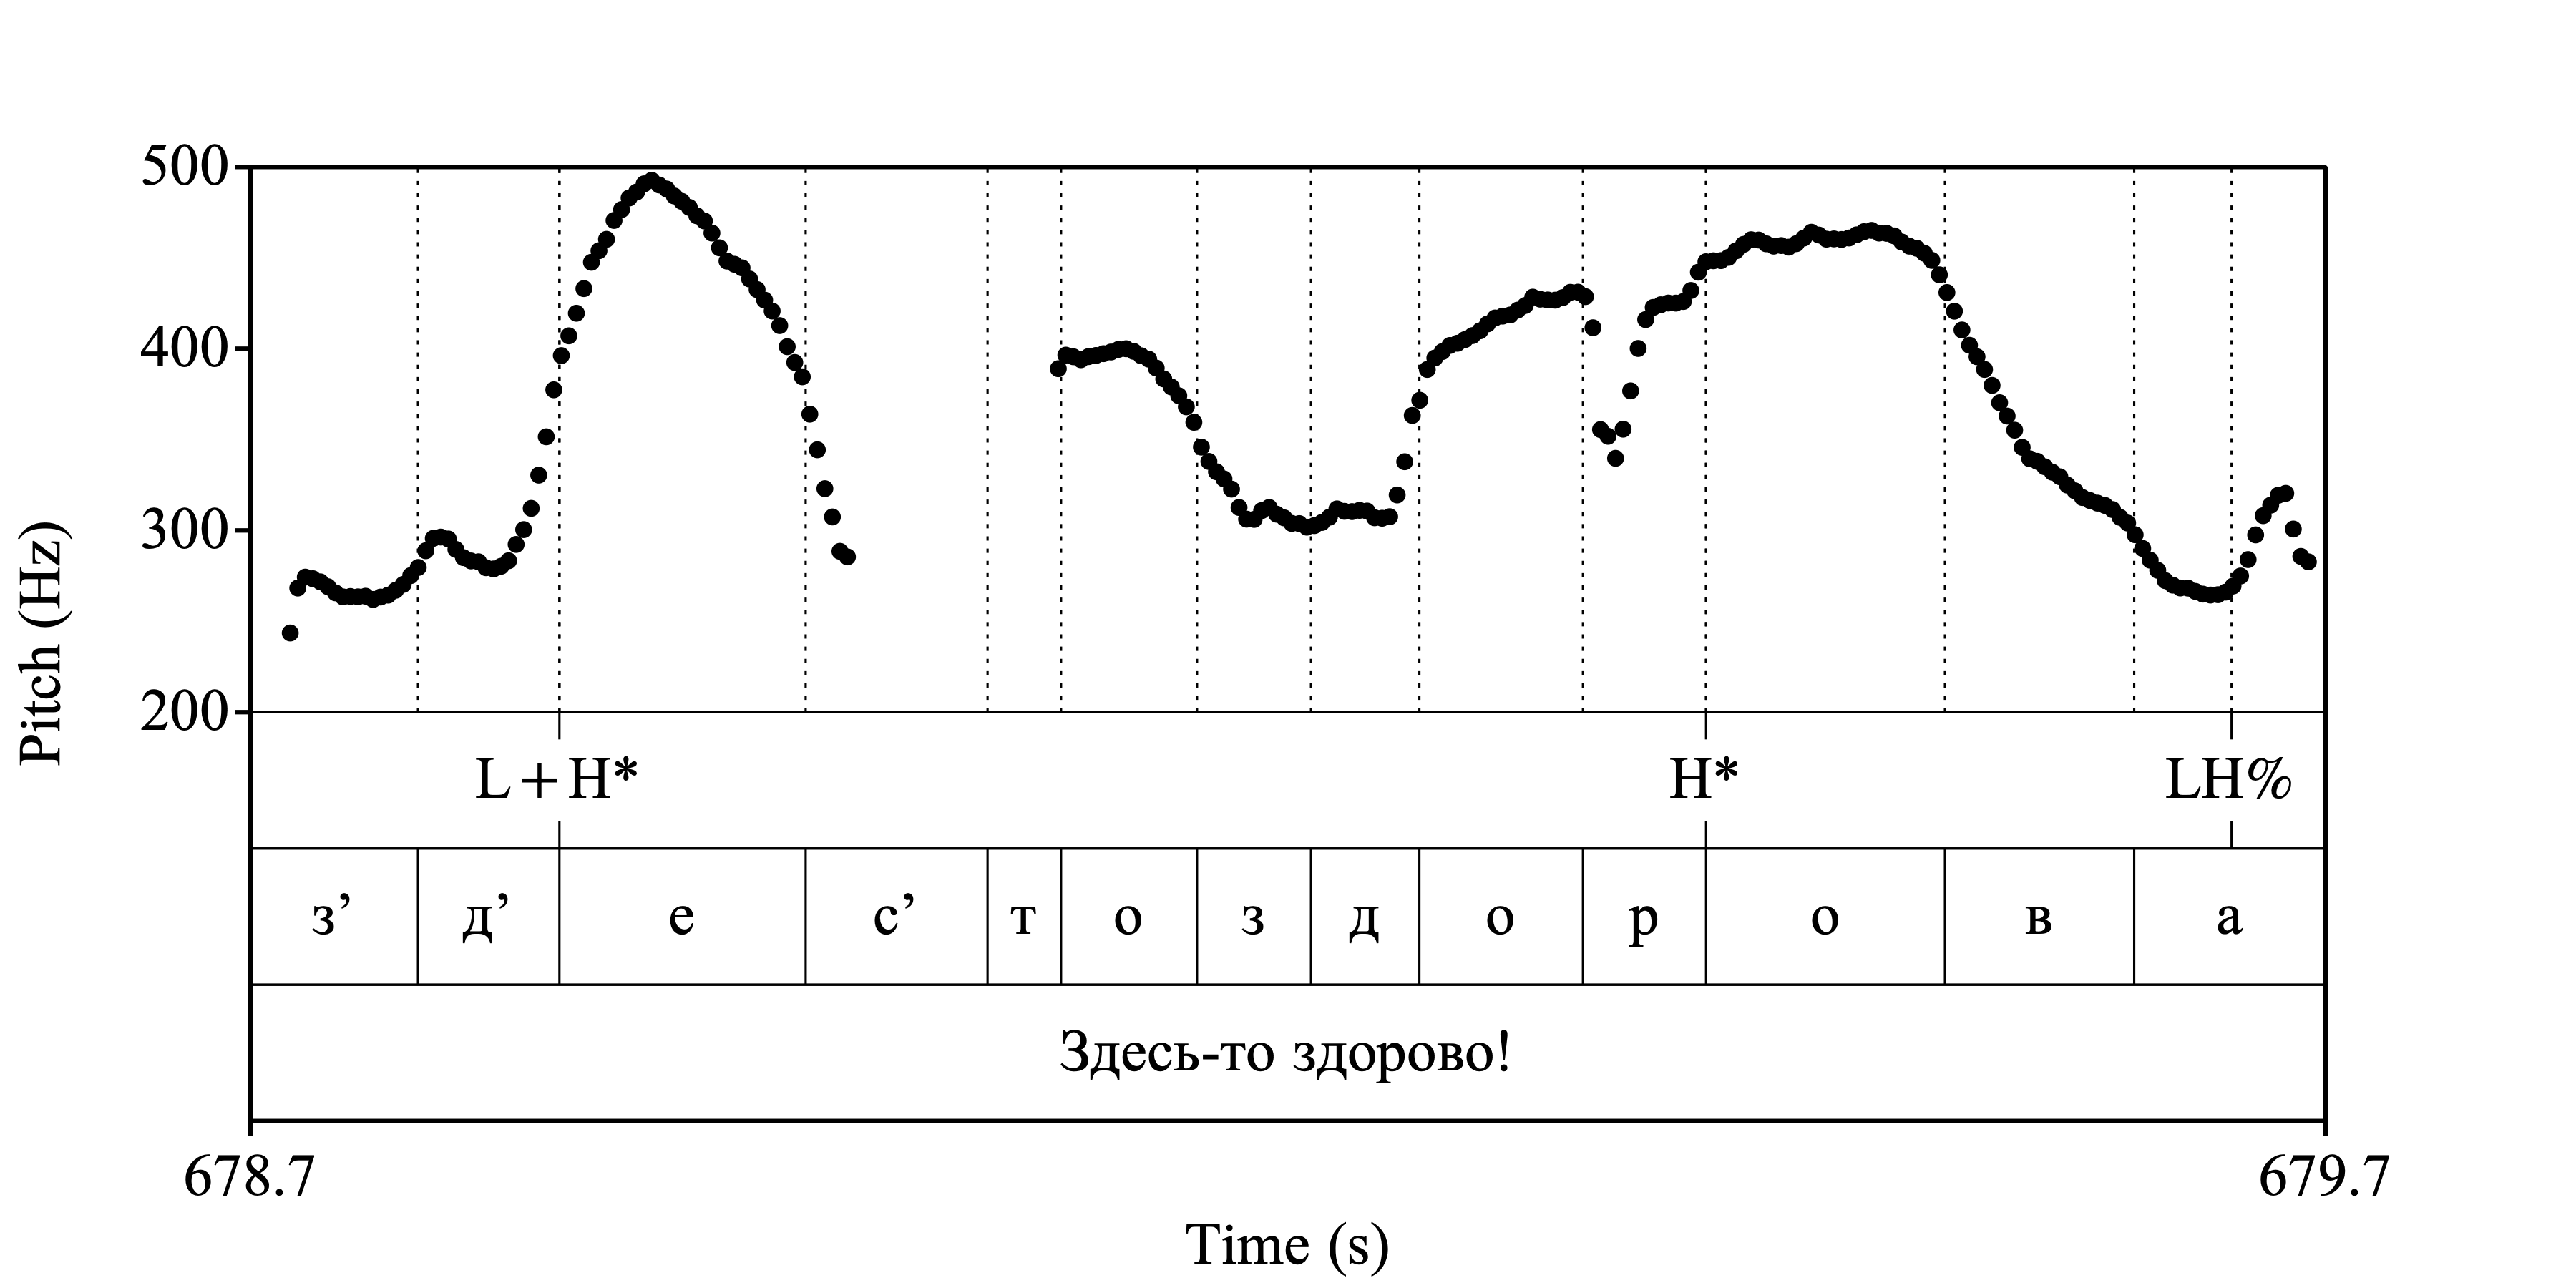 500
400
300
200
Pitch (Hz)
L+H* H* LH%
з’ д’ е с’ т о з д о р о в а
Здесь-то здорово!
678.7 679.7
Time (s)